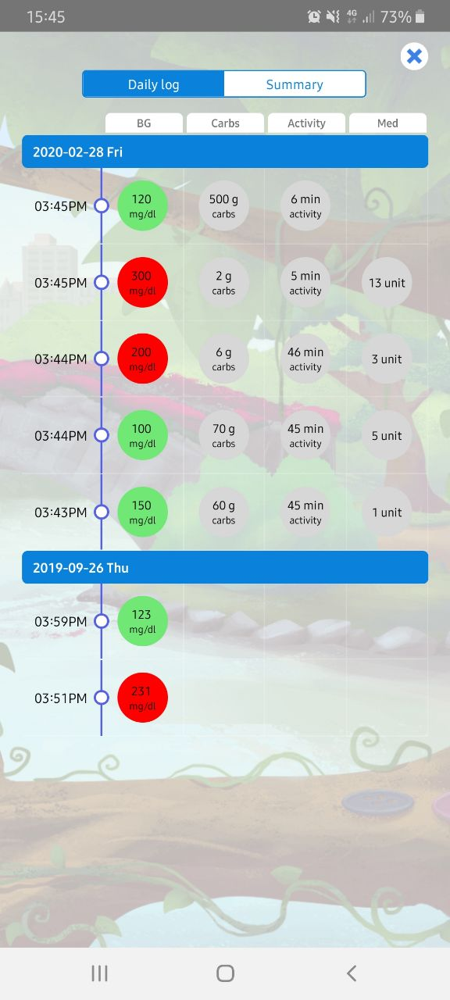 15:45 4G 73%
Daily log Summary
BG Carbs Activity Med
2020-02-28 Fri
03:45PM 120 mg/dl 500 g carbs 6 min activity
03:45PM 300 mg/dl 2 g carbs 5 min activity 13 unit
03:44PM 200 mg/dl 6 g carbs 46 min activity 3 unit
03:44PM 100 mg/dl 70 g carbs 45 min activity 5 unit
03:43PM 150 mg/dl 60 g carbs 45 min activity 1 unit
2019-09-26 Thu
03:59PM 123 mg/dl
03:51PM 231 mg/dl